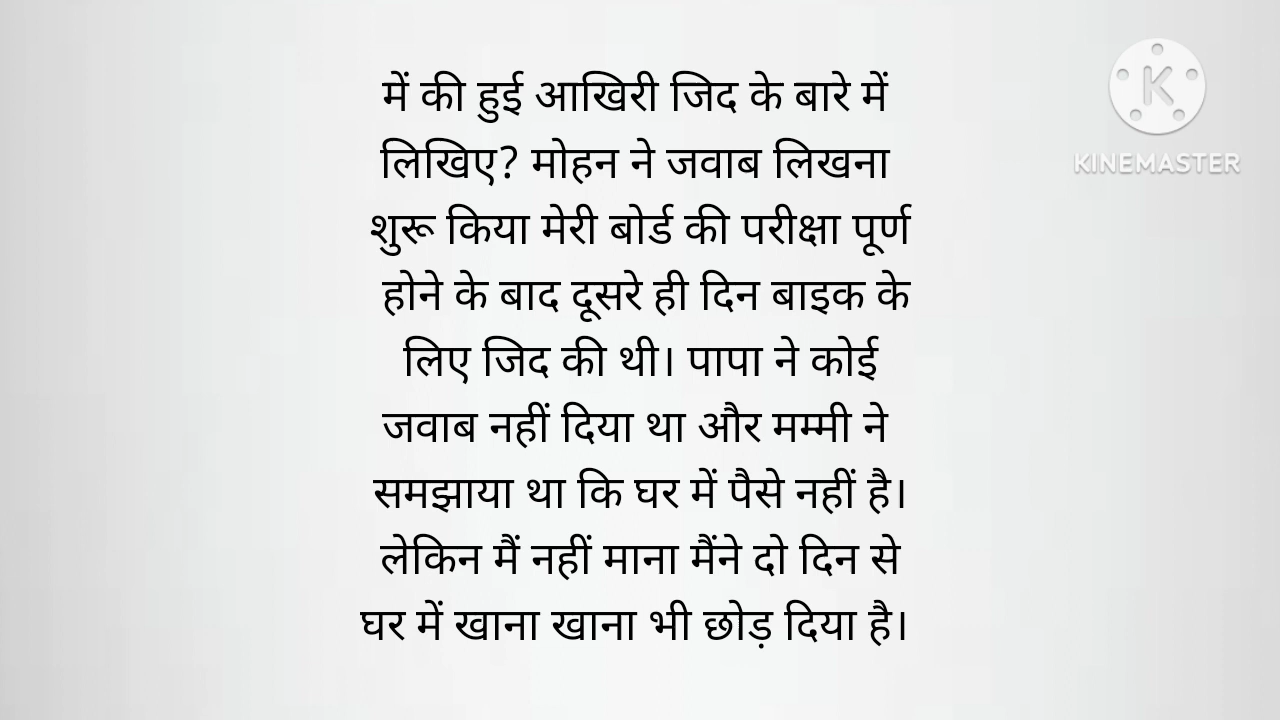 में की हुई आखिरी जिद के बारे में
लिखिए? मोहन ने जवाब लिखना
शुरू किया मेरी बोर्ड की परीक्षा पूर्ण
होने के बाद दूसरे ही दिन बाइक के
लिए जिद की थी। पापा ने कोई
जवाब नहीं दिया था और मम्मी ने
समझाया था कि घर में पैसे नहीं है।
लेकिन मैं नहीं माना मैंने दो दिन से
घर में खाना खाना भी छोड़ दिया है।
K
KINEMASTER